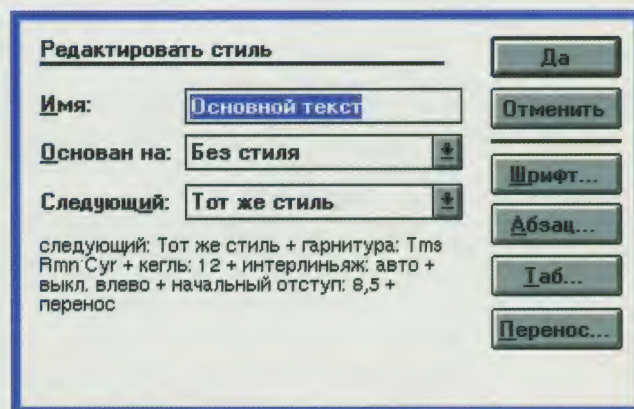 Редактировать стиль
Имя: Основной текст
Основан на: Без стиля
Следующий: Тот же стиль
следующий: Тот же стиль + гарнитура: Tms
Rmn Cyr + кегль: 12 + интерлиньяж: авто +
выкл. влево + начальный отступ: 8,5 +
перенос
Да
Отменить
Шрифт...
Абзац...
Таб...
Перенос...